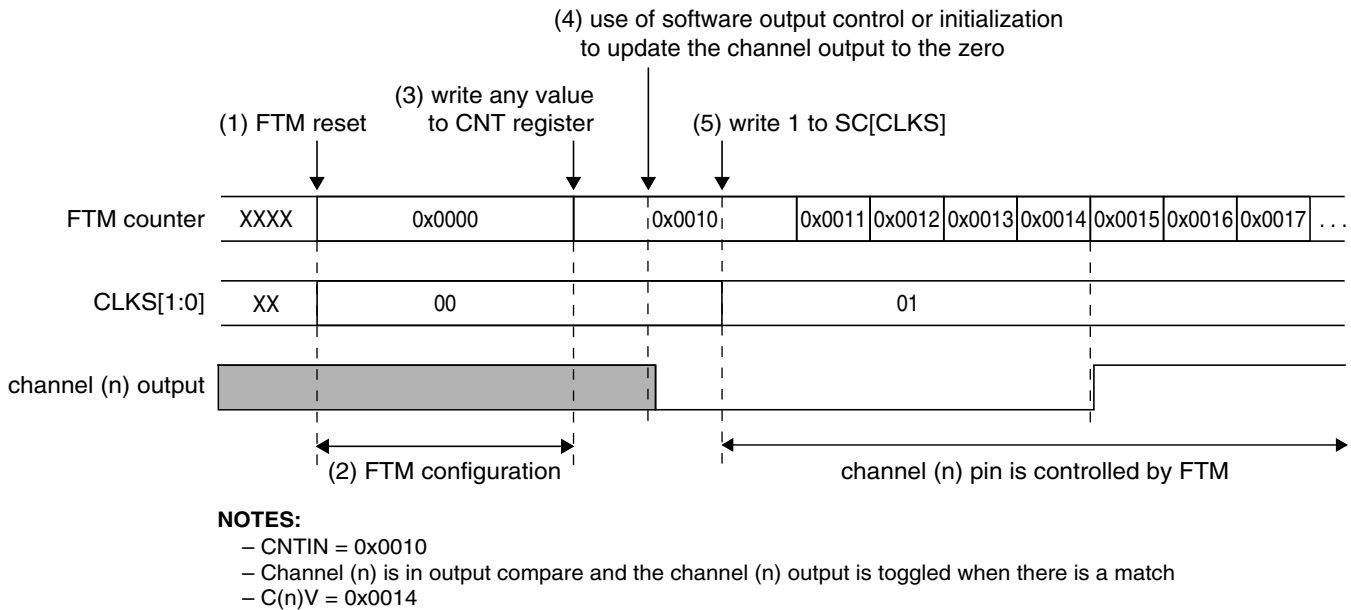 (4) use of software output control or initialization
to update the channel output to the zero
(3) write any value
to CNT register
(1) FTM reset
(5) write 1 to SC[CLKS]
FTM counter XXXX 0x0000 0x0010 0x0011 0x0012 0x0013 0x0014 0x0015 0x0016 0x0017 . . .
CLKS[1:0] XX 00 01
channel (n) output
(2) FTM configuration
channel (n) pin is controlled by FTM
NOTES:
– CNTIN = 0x0010
– Channel (n) is in output compare and the channel (n) output is toggled when there is a match
– C(n)V = 0x0014